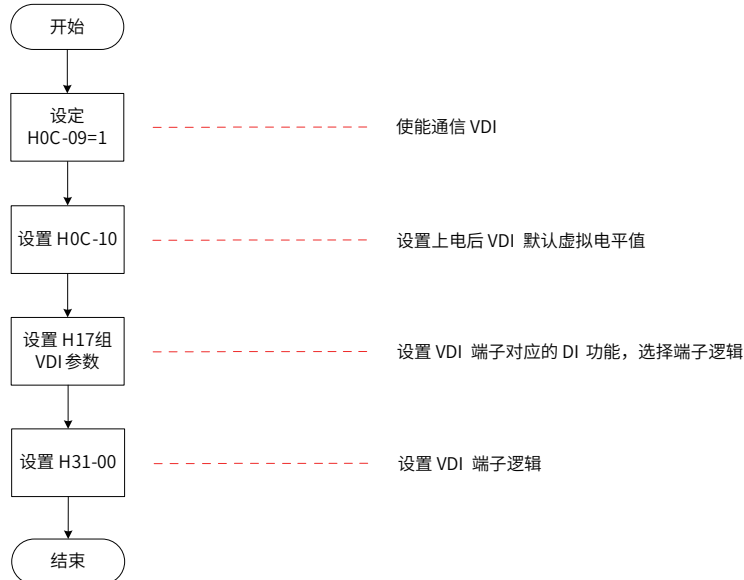 开始
设定
H0C-09=1
使能通信 VDI
设置 H0C-10
设置上电后 VDI 默认虚拟电平值
设置 H17组
VDI参数
设置 VDI 端子对应的 DI 功能，选择端子逻辑
设置 H31-00
设置 VDI 端子逻辑
结束